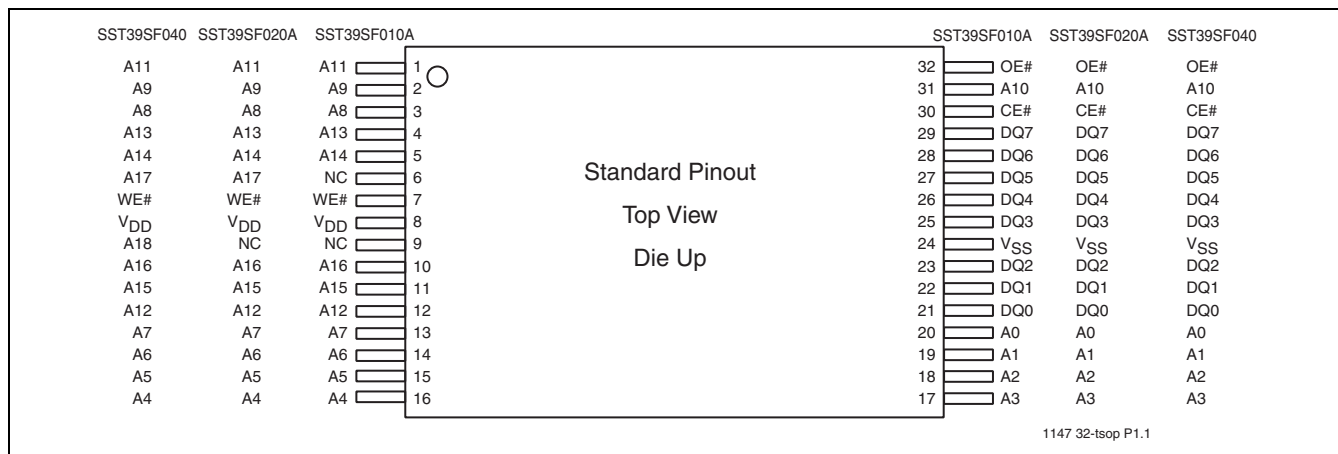 SST39SF040 SST39SF020A SST39SF010A SST39SF010A SST39SF020A SST39SF040
A11 A11 A11 1 32 OE# OE# OE#
A9 A9 A9 2 31 A10 A10 A10
A8 A8 A8 3 30 CE# CE# CE#
A13 A13 A13 4 29 DQ7 DQ7 DQ7
A14 A14 A14 5 28 DQ6 DQ6 DQ6
A17 A17 NC 6 Standard Pinout 27 DQ5 DQ5 DQ5
WE# WE# WE# 7 26 DQ4 DQ4 DQ4
VDD VDD VDD 8 Top View 25 DQ3 DQ3 DQ3
A18 NC NC 9 24 VSS VSS VSS
A16 A16 A16 10 Die Up 23 DQ2 DQ2 DQ2
A15 A15 A15 11 22 DQ1 DQ1 DQ1
A12 A12 A12 12 21 DQ0 DQ0 DQ0
A7 A7 A7 13 20 A0 A0 A0
A6 A6 A6 14 19 A1 A1 A1
A5 A5 A5 15 18 A2 A2 A2
A4 A4 A4 16 17 A3 A3 A3
1147 32-tsop P1.1